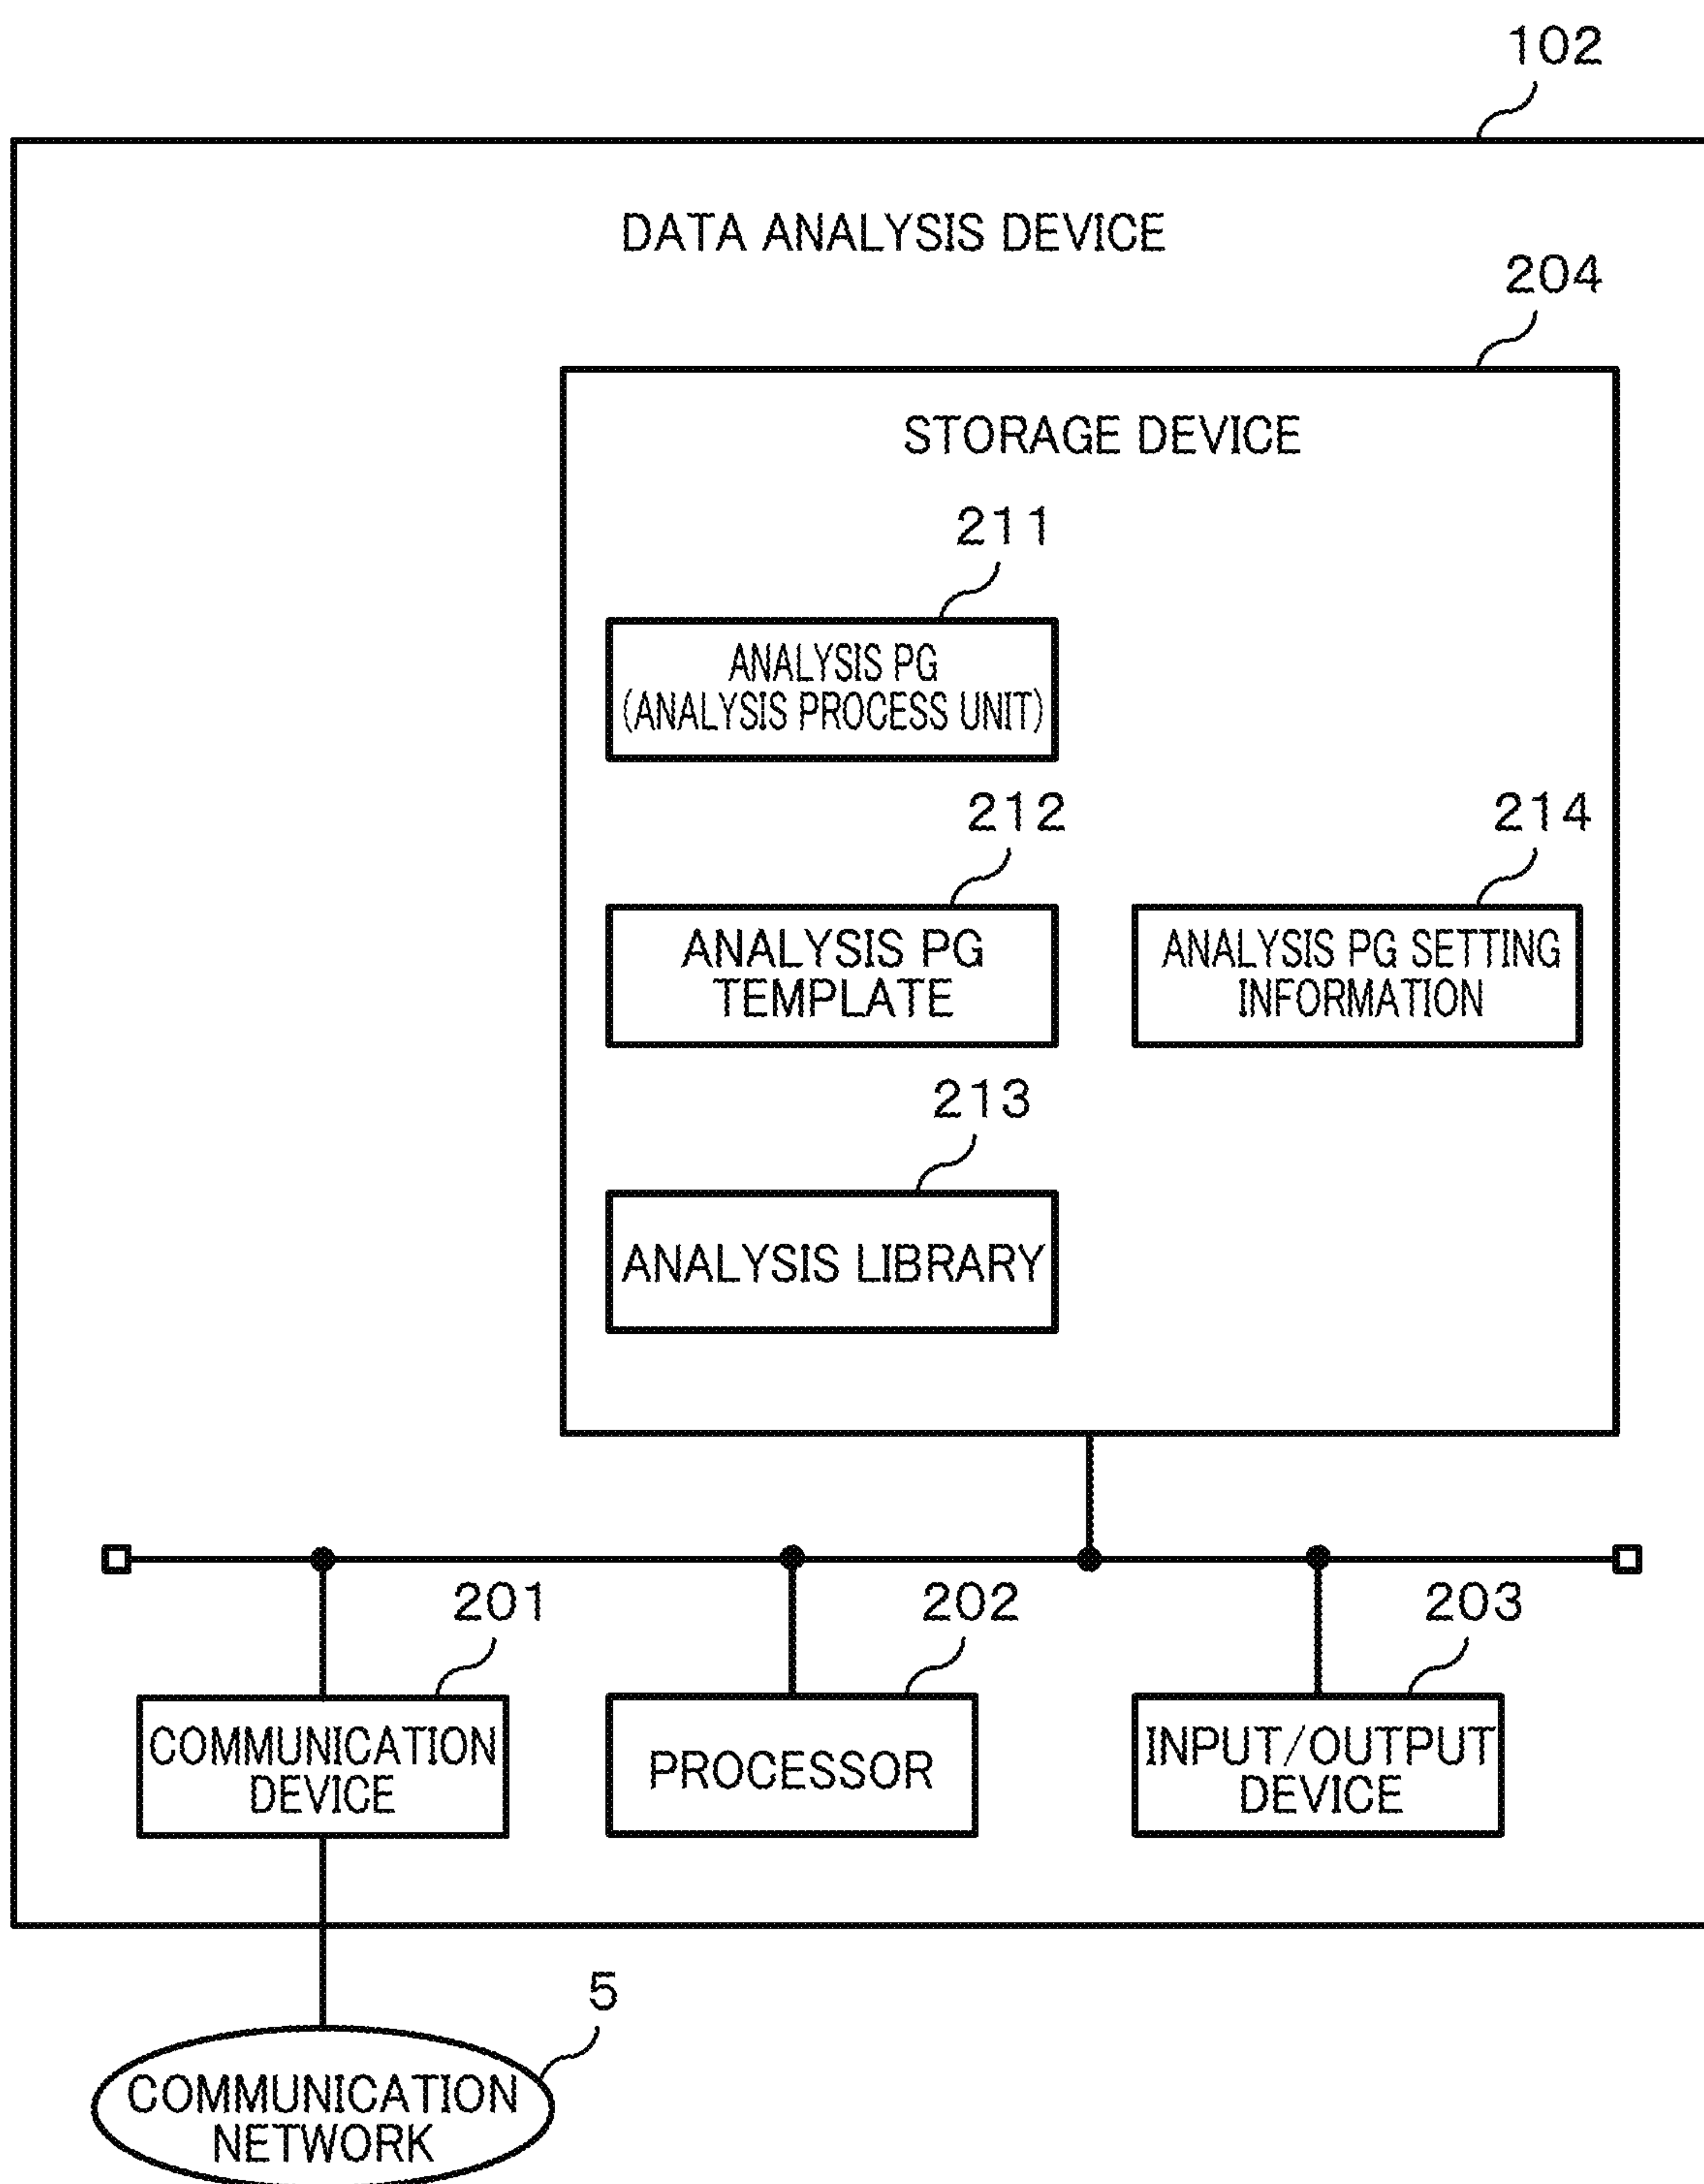 102
DATA ANALYSIS DEVICE
204
STORAGE DEVICE
211
ANALYSIS PG
(ANALYSIS PROCESS UNIT)
212
214
ANALYSIS PG
TEMPLATE
ANALYSIS PG SETTING
INFORMATION
213
ANALYSIS LIBRARY
201
202
203
COMMUNICATION
DEVICE
PROCESSOR
INPUT/OUTPUT
DEVICE
5
COMMUNICATION
NETWORK